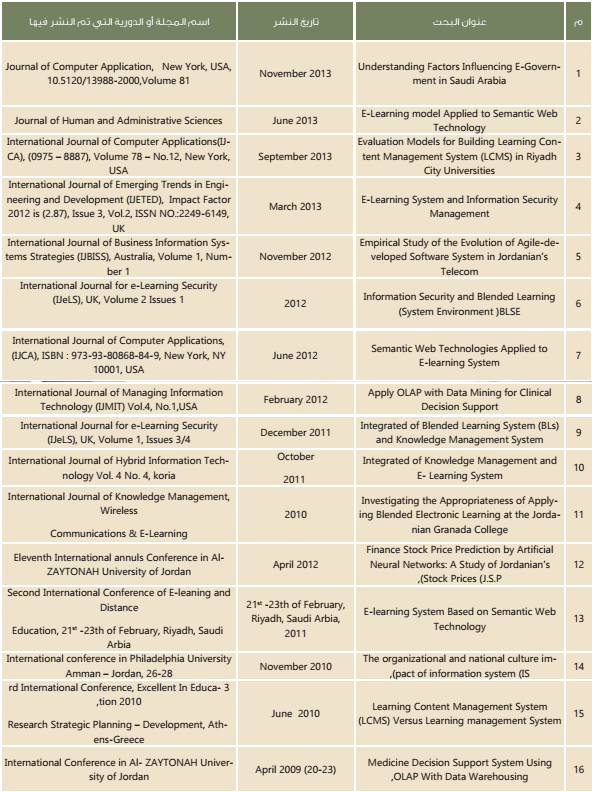 م
عنوان البحث
تاريخ النشر
اسم المجلة أو الدورية التي تم النشر فيها
1
Understanding Factors Influencing E-Govern-
ment in Saudi Arabia
November 2013
Journal of Computer Application, New York, USA,
10.5120/13988-2000,Volume 81
2
E-Learning model Applied to Semantic Web
Technology
June 2013
Journal of Human and Administrative Sciences
3
Evaluation Models for Building Learning Con-
tent Management System (LCMS) in Riyadh
City Universities
September 2013
International Journal of Computer Applications(IJ-
CA), (0975 – 8887), Volume 78 – No.12, New York,
USA
4
E-Learning System and Information Security
Management
March 2013
International Journal of Emerging Trends in Engi-
neering and Development (IJETED), Impact Factor
2012 is (2.87), Issue 3, Vol.2, ISSN NO.:2249-6149,
UK
5
Empirical Study of the Evolution of Agile-de-
veloped Software System in Jordanian's
Telecom
November 2012
International Journal of Business Information Sys-
tems Strategies (IJBISS), Australia, Volume 1, Num-
ber 1
6
Information Security and Blended Learning
(System Environment )BLSE
2012
International Journal for e-Learning Security
(IJeLS), UK, Volume 2 Issues 1
7
Semantic Web Technologies Applied to
E-learning System
June 2012
International Journal of Computer Applications,
(IJCA), ISBN : 973-93-80868-84-9, New York, NY
10001, USA
8
Apply OLAP with Data Mining for Clinical
Decision Support
February 2012
International Journal of Managing Information
Technology (IJMIT) Vol.4, No.1,USA
9
Integrated of Blended Learning System (BLs)
and Knowledge Management System
December 2011
International Journal for e-Learning Security
(IJeLS), UK, Volume 1, Issues 3/4
10
Integrated of Knowledge Management and
E- Learning System
October
2011
International Journal of Hybrid Information Tech-
nology Vol. 4 No. 4, koria
11
Investigating the Appropriateness of Apply-
ing Blended Electronic Learning at the Jorda-
nian Granada College
2010
International Journal of Knowledge Management,
Wireless
Communications & E-Learning
12
Finance Stock Price Prediction by Artificial
Neural Networks: A Study of Jordanian's
,(Stock Prices (J.S.P
April 2012
Eleventh International annuls Conference in Al-
ZAYTONAH University of Jordan
13
E-learning System Based on Semantic Web
Technology
21st -23th of February,
Riyadh, Saudi Arbia,
2011
Second International Conference of E-leaning and
Distance
Education, 21st -23th of February, Riyadh, Saudi
Arbia
14
The organizational and national culture im-
,(pact of information system (IS
November 2010
International conference in Philadelphia University
Amman – Jordan, 26-28
15
Learning Content Management System
(LCMS) Versus Learning management System
June 2010
rd International Conference, Excellent In Educa- 3
,tion 2010
Research Strategic Planning – Development, Ath-
ens-Greece
16
Medicine Decision Support System Using
,OLAP With Data Warehousing
April 2009 (20-23)
International Conference in Al- ZAYTONAH Univer-
sity of Jordan